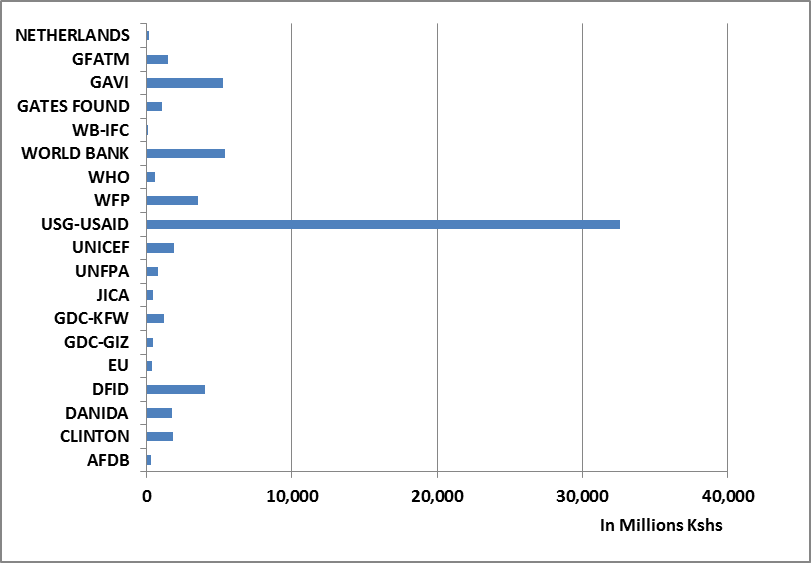 NETHERLANDS
GFATM
GAVI
GATES FOUND
WB-IFC
WORLD BANK
WHO
WFP
USG-USAID
UNICEF
UNFPA
JICA
GDC-KFW
GDC-GIZ
EU
DFID
DANIDA
CLINTON
AFDB
0 10,000 20,000 30,000 40,000
In Millions Kshs